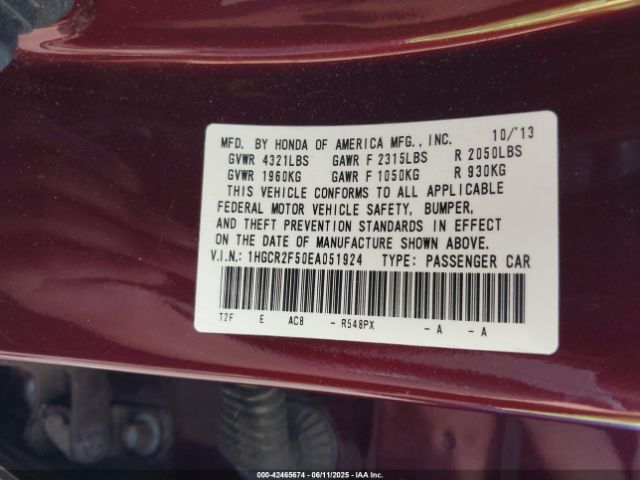 MFD. BY HONDA OF AMERICA MFG., INC. 10/'13
GVWR 4321LBS GAWR F 2315LBS R 2050LBS
GVWR 1960KG GAWR F 1050KG R 930KG
THIS VEHICLE CONFORMS TO ALL APPLICABLE
FEDERAL MOTOR VEHICLE SAFETY, BUMPER,
AND THEFT PREVENTION STANDARDS IN EFFECT
ON THE DATE OF MANUFACTURE SHOWN ABOVE.
V.I.N.: 1HGCR2F50EA051924 TYPE: PASSENGER CAR
T2F E AC8 - R548PX - A - A
000-42465674 06/11/2025 Copyright IAA, Inc.